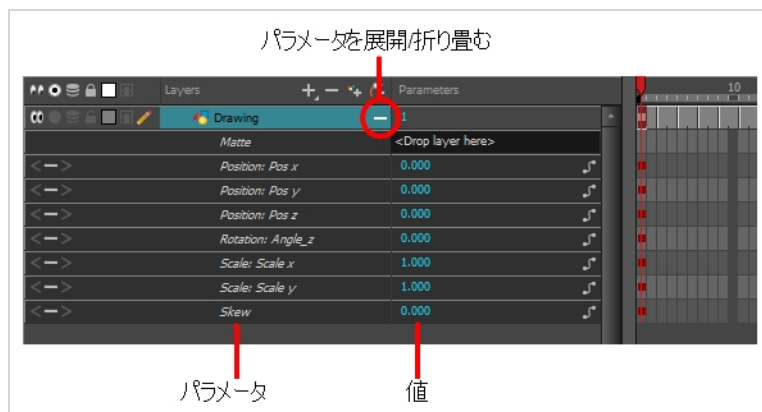 パラメータを展開/折り畳む
Layers Parameters 10
Drawing 1
Matte <Drop layer here>
Position: Pos x 0.000
Position: Pos y 0.000
Position: Pos z 0.000
Rotation: Angle_z 0.000
Scale: Scale x 1.000
Scale: Scale y 1.000
Skew 0.000
パラメータ 値